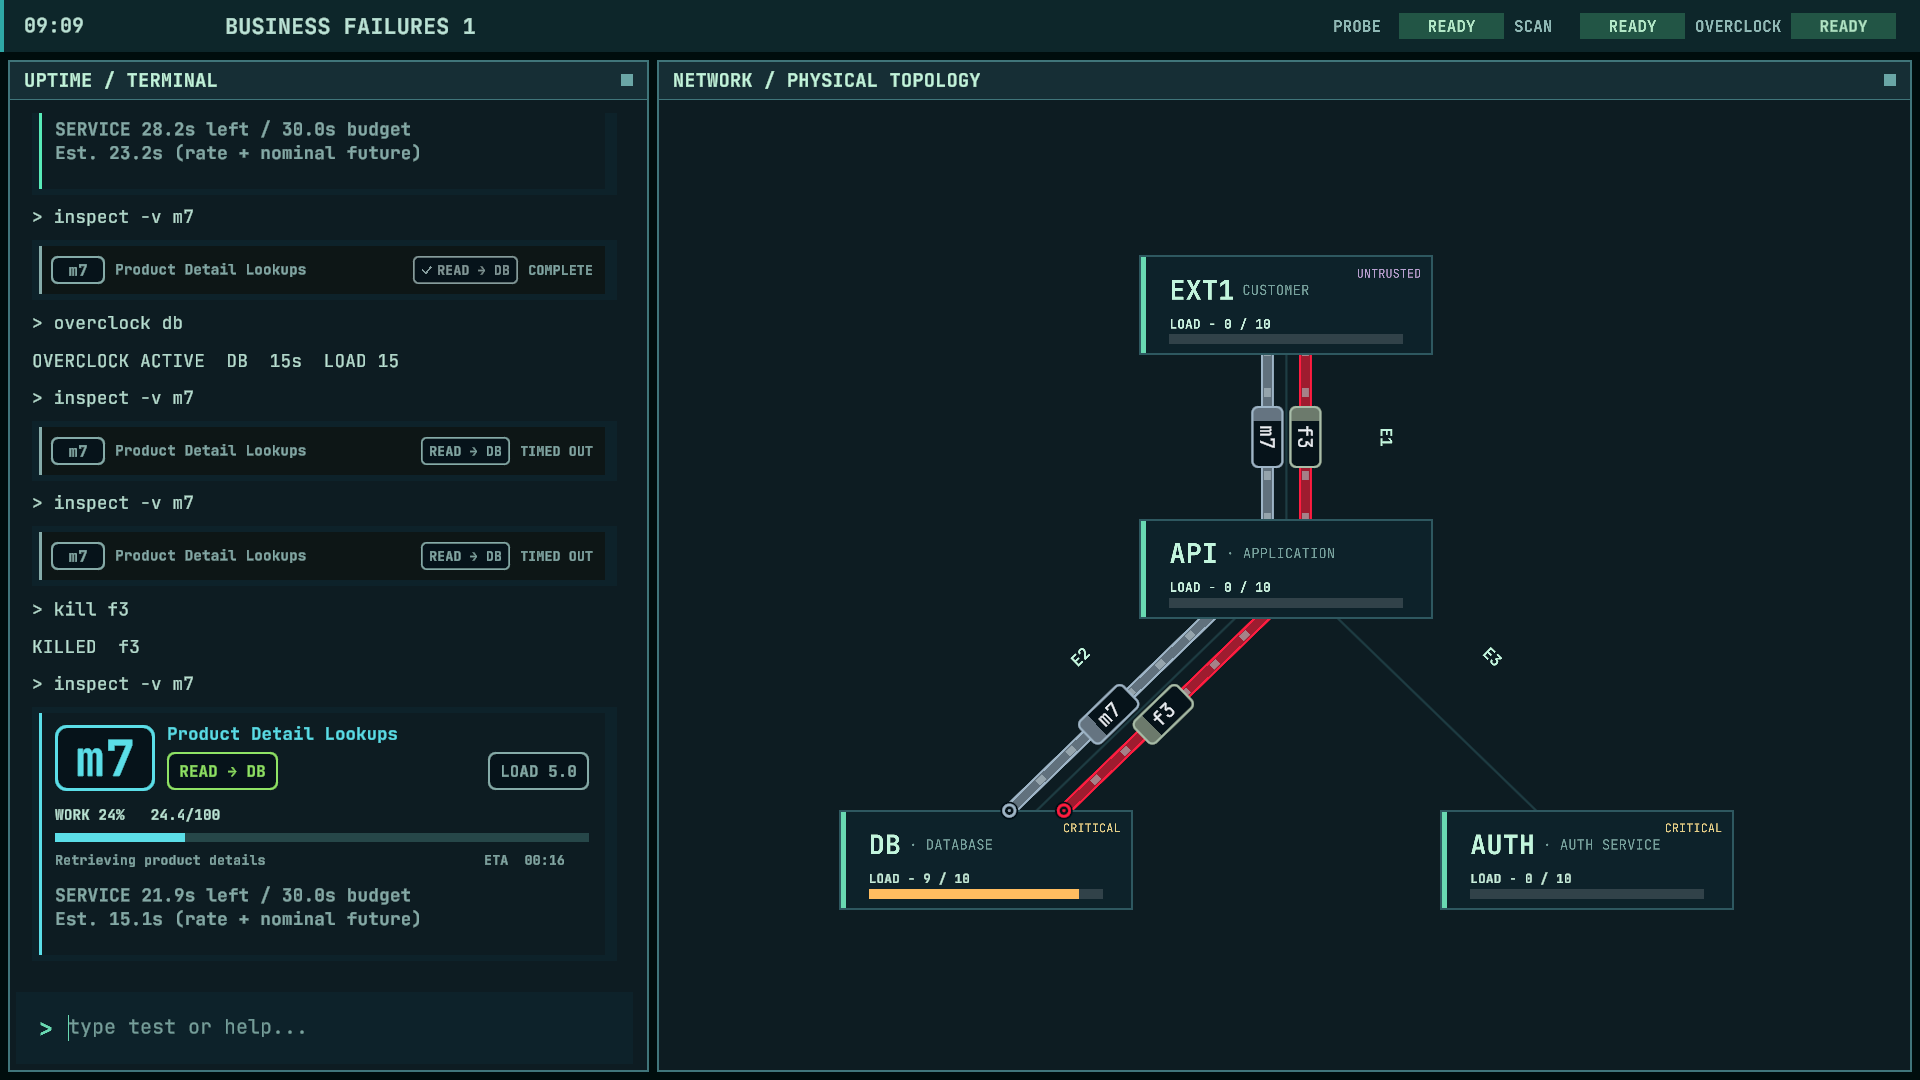 09:09
BUSINESS FAILURES 1
PROBE READY SCAN READY OVERCLOCK READY
UPTIME / TERMINAL
SERVICE 28.2s left / 30.0s budget
Est. 23.2s (rate + nominal future)
> inspect -v m7
m7 Product Detail Lookups ✓ READ → DB COMPLETE
> overclock db
OVERCLOCK ACTIVE DB 15s LOAD 15
> inspect -v m7
m7 Product Detail Lookups READ → DB TIMED OUT
> inspect -v m7
m7 Product Detail Lookups READ → DB TIMED OUT
> kill f3
KILLED f3
> inspect -v m7
m7
Product Detail Lookups
READ → DB LOAD 5.0
WORK 24% 24.4/100
Retrieving product details ETA 00:16
SERVICE 21.9s left / 30.0s budget
Est. 15.1s (rate + nominal future)
> type test or help...
NETWORK / PHYSICAL TOPOLOGY
UNTRUSTED
EXT1 CUSTOMER
LOAD - 0 / 10
m7 f3 E1
API · APPLICATION
LOAD - 0 / 10
E2 E3
m7 f3
CRITICAL
DB · DATABASE
LOAD - 9 / 10
CRITICAL
AUTH · AUTH SERVICE
LOAD - 0 / 10